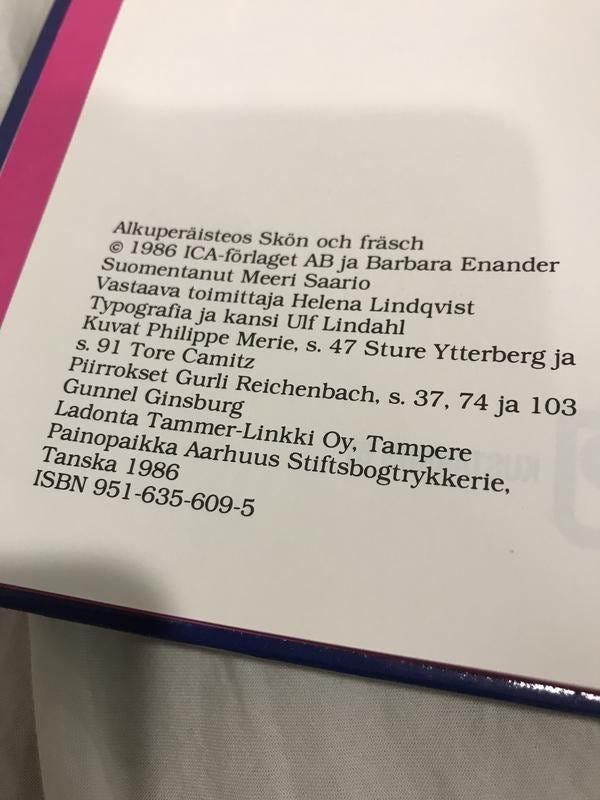 Alkuperäisteos Skön och fräsch
© 1986 ICA-förlaget AB ja Barbara Enander
Suomentanut Meeri Saario
Vastaava toimittaja Helena Lindqvist
Typografia ja kansi Ulf Lindahl
Kuvat Philippe Merie, s. 47 Sture Ytterberg ja
s. 91 Tore Camitz
Piirrokset Gurli Reichenbach, s. 37, 74 ja 103
Gunnel Ginsburg
Ladonta Tammer-Linkki Oy, Tampere
Painopaikka Aarhuus Stiftsbogtrykkerie,
Tanska 1986
ISBN 951-635-609-5